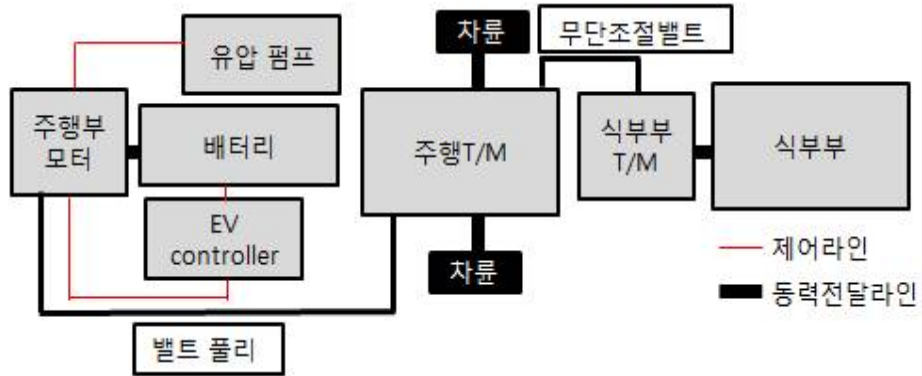 차륜
무단조절밸트
유압 펌프
주행부
모터
배터리
주행T/M
식부부
T/M
식부부
EV
controller
차륜
제어라인
동력전달라인
밸트 풀리